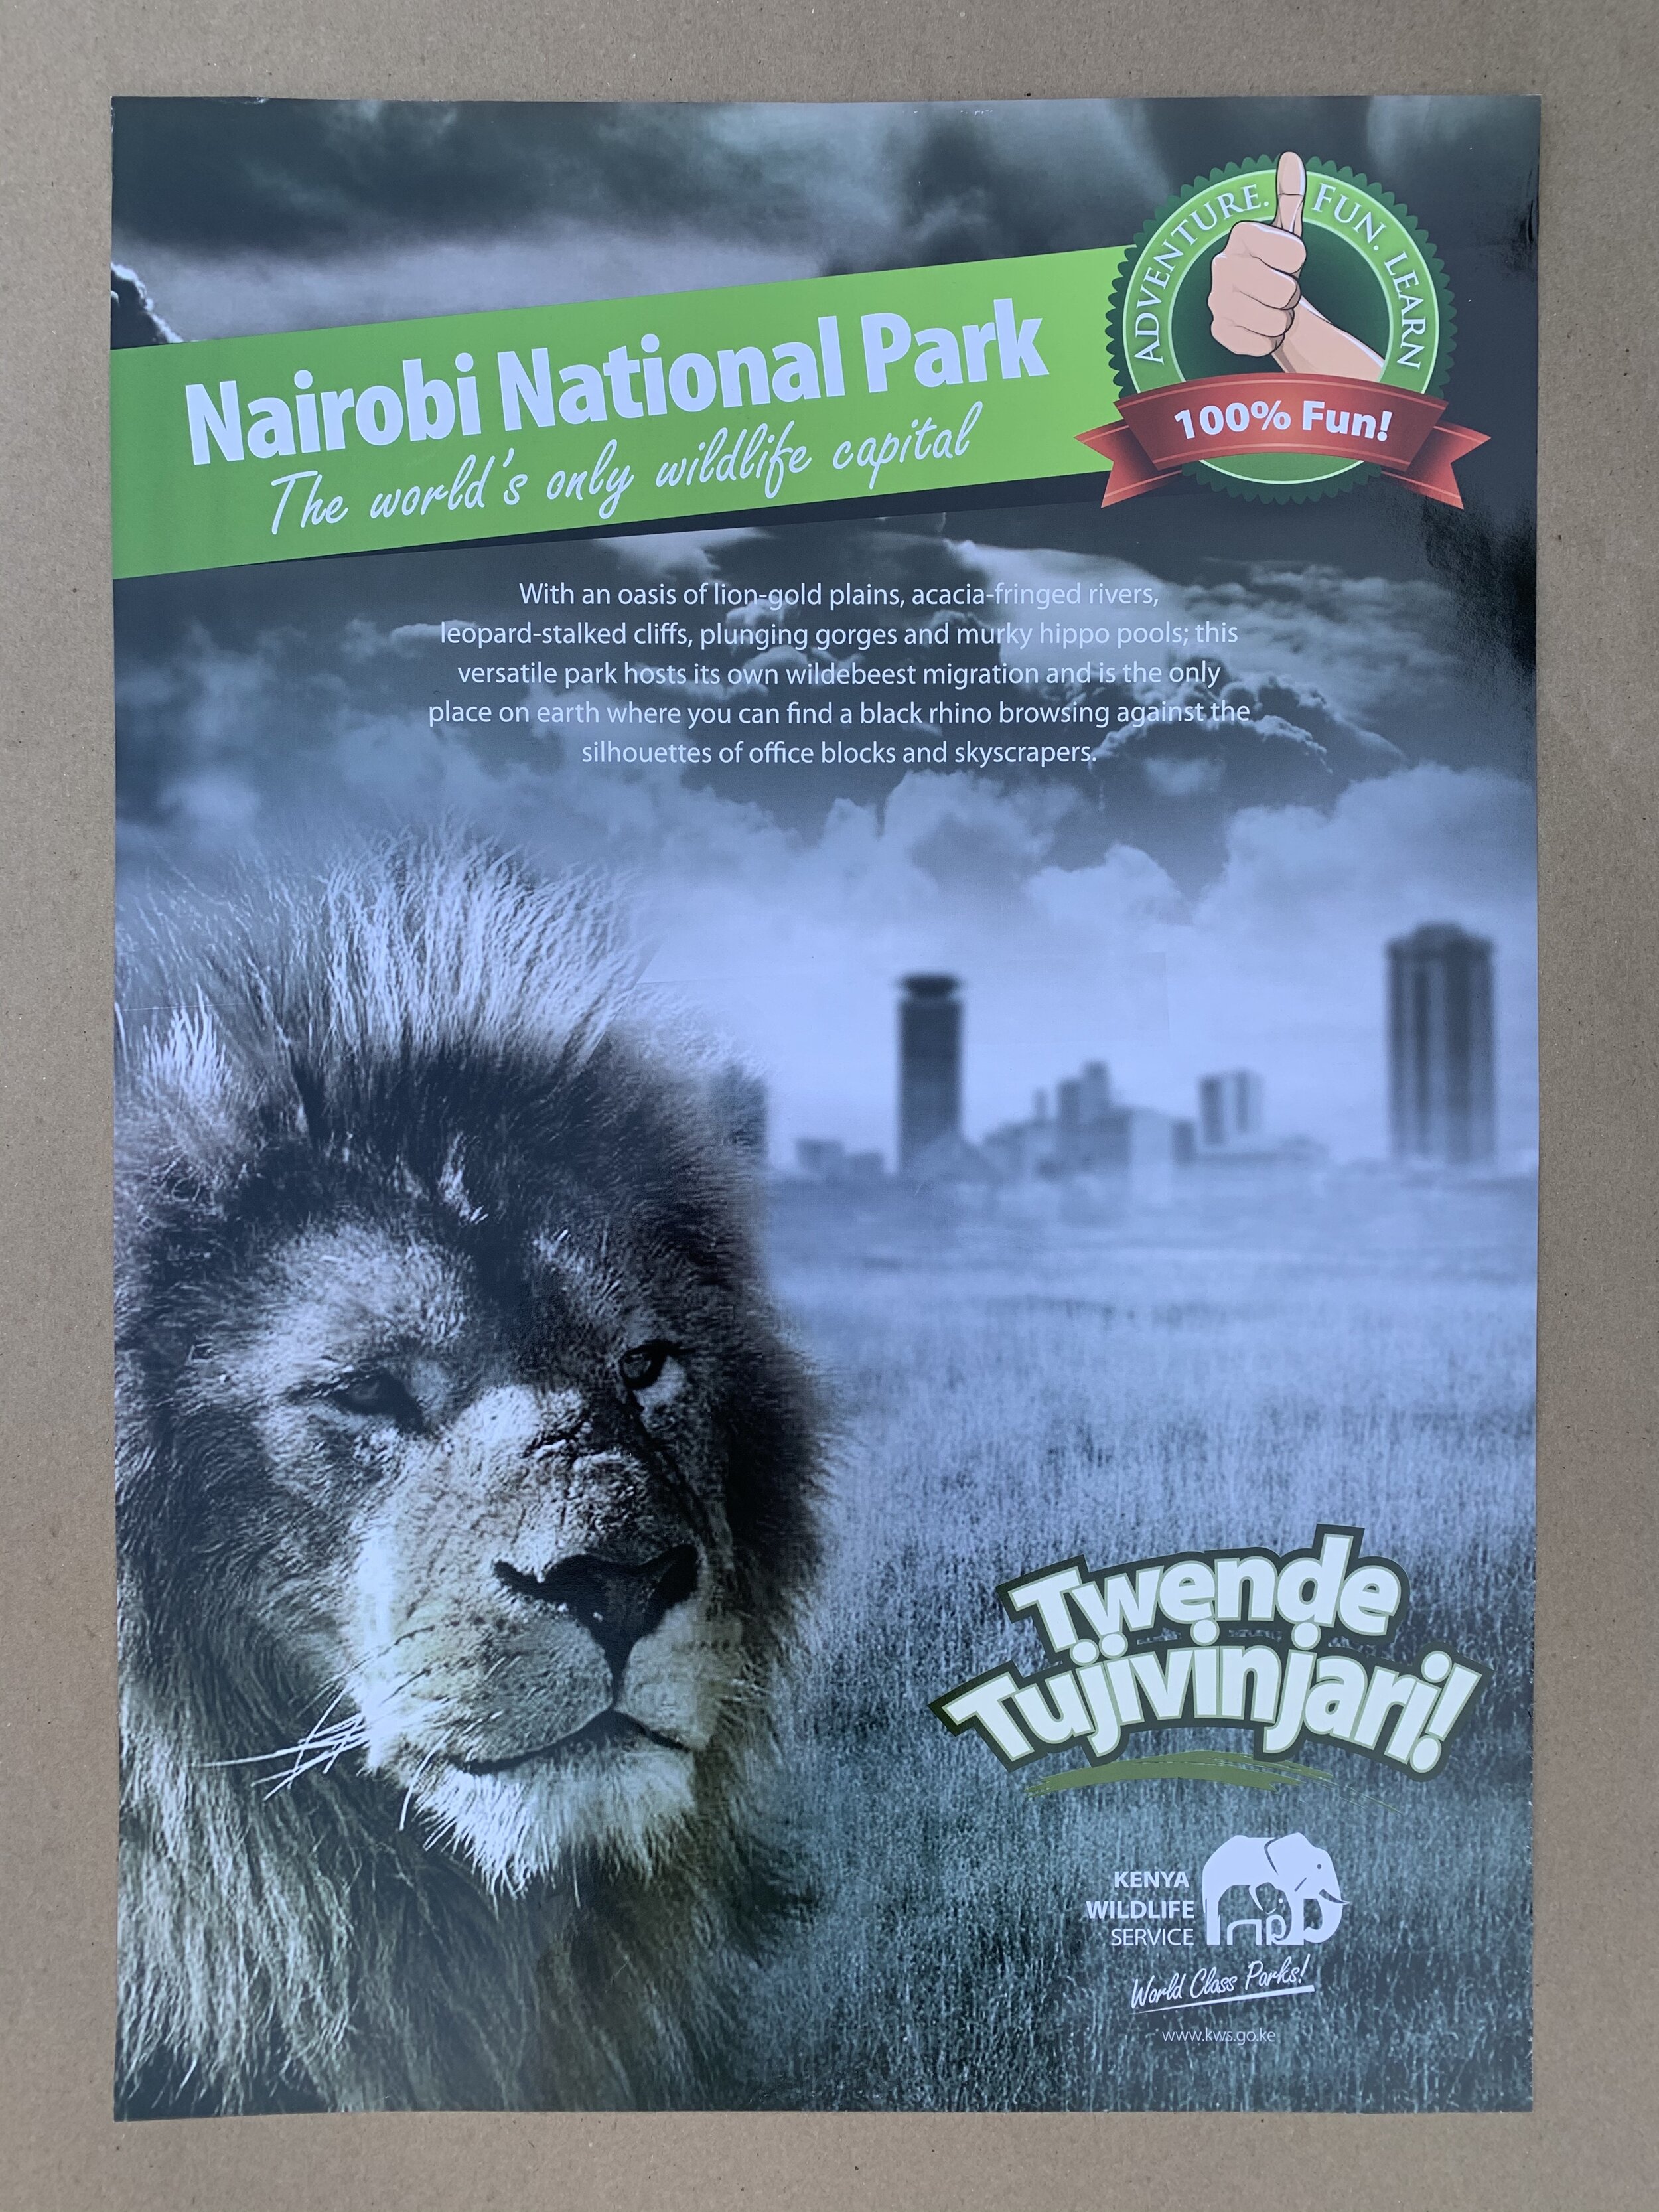 ADVENTURE. FUN. LEARN
100% Fun!
Nairobi National Park
The world's only wildlife capital
With an oasis of lion-gold plains, acacia-fringed rivers,
leopard-stalked cliffs, plunging gorges and murky hippo pools; this
versatile park hosts its own wildebeest migration and is the only
place on earth where you can find a black rhino browsing against the
silhouettes of office blocks and skyscrapers.
Twende
Tujivinjari!
KENYA
WILDLIFE
SERVICE
World Class Parks!
www.kws.go.ke